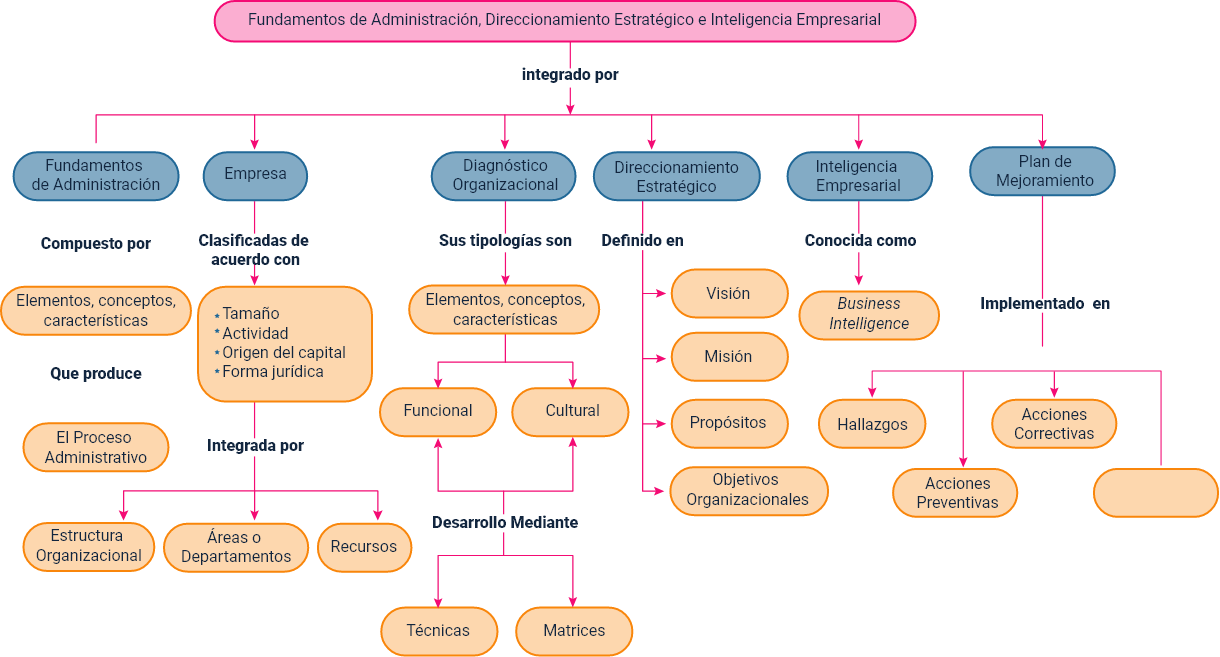 Fundamentos de Administración, Direccionamiento Estratégico e Inteligencia Empresarial
integrado por
Fundamentos
de Administración
Empresa
Diagnóstico
Organizacional
Direccionamiento
Estratégico
Inteligencia
Empresarial
Plan de
Mejoramiento
Compuesto por
Clasificadas de
acuerdo con
Sus tipologías son
Definido en
Conocida como
Implementado en
Elementos, conceptos,
características
* Tamaño
* Actividad
* Origen del capital
* Forma jurídica
Elementos, conceptos,
características
Visión
Misión
Propósitos
Objetivos
Organizacionales
Business
Intelligence
Que produce
El Proceso
Administrativo
Integrada por
Estructura
Organizacional
Áreas o
Departamentos
Recursos
Funcional
Cultural
Desarrollo Mediante
Técnicas
Matrices
Hallazgos
Acciones
Preventivas
Acciones
Correctivas